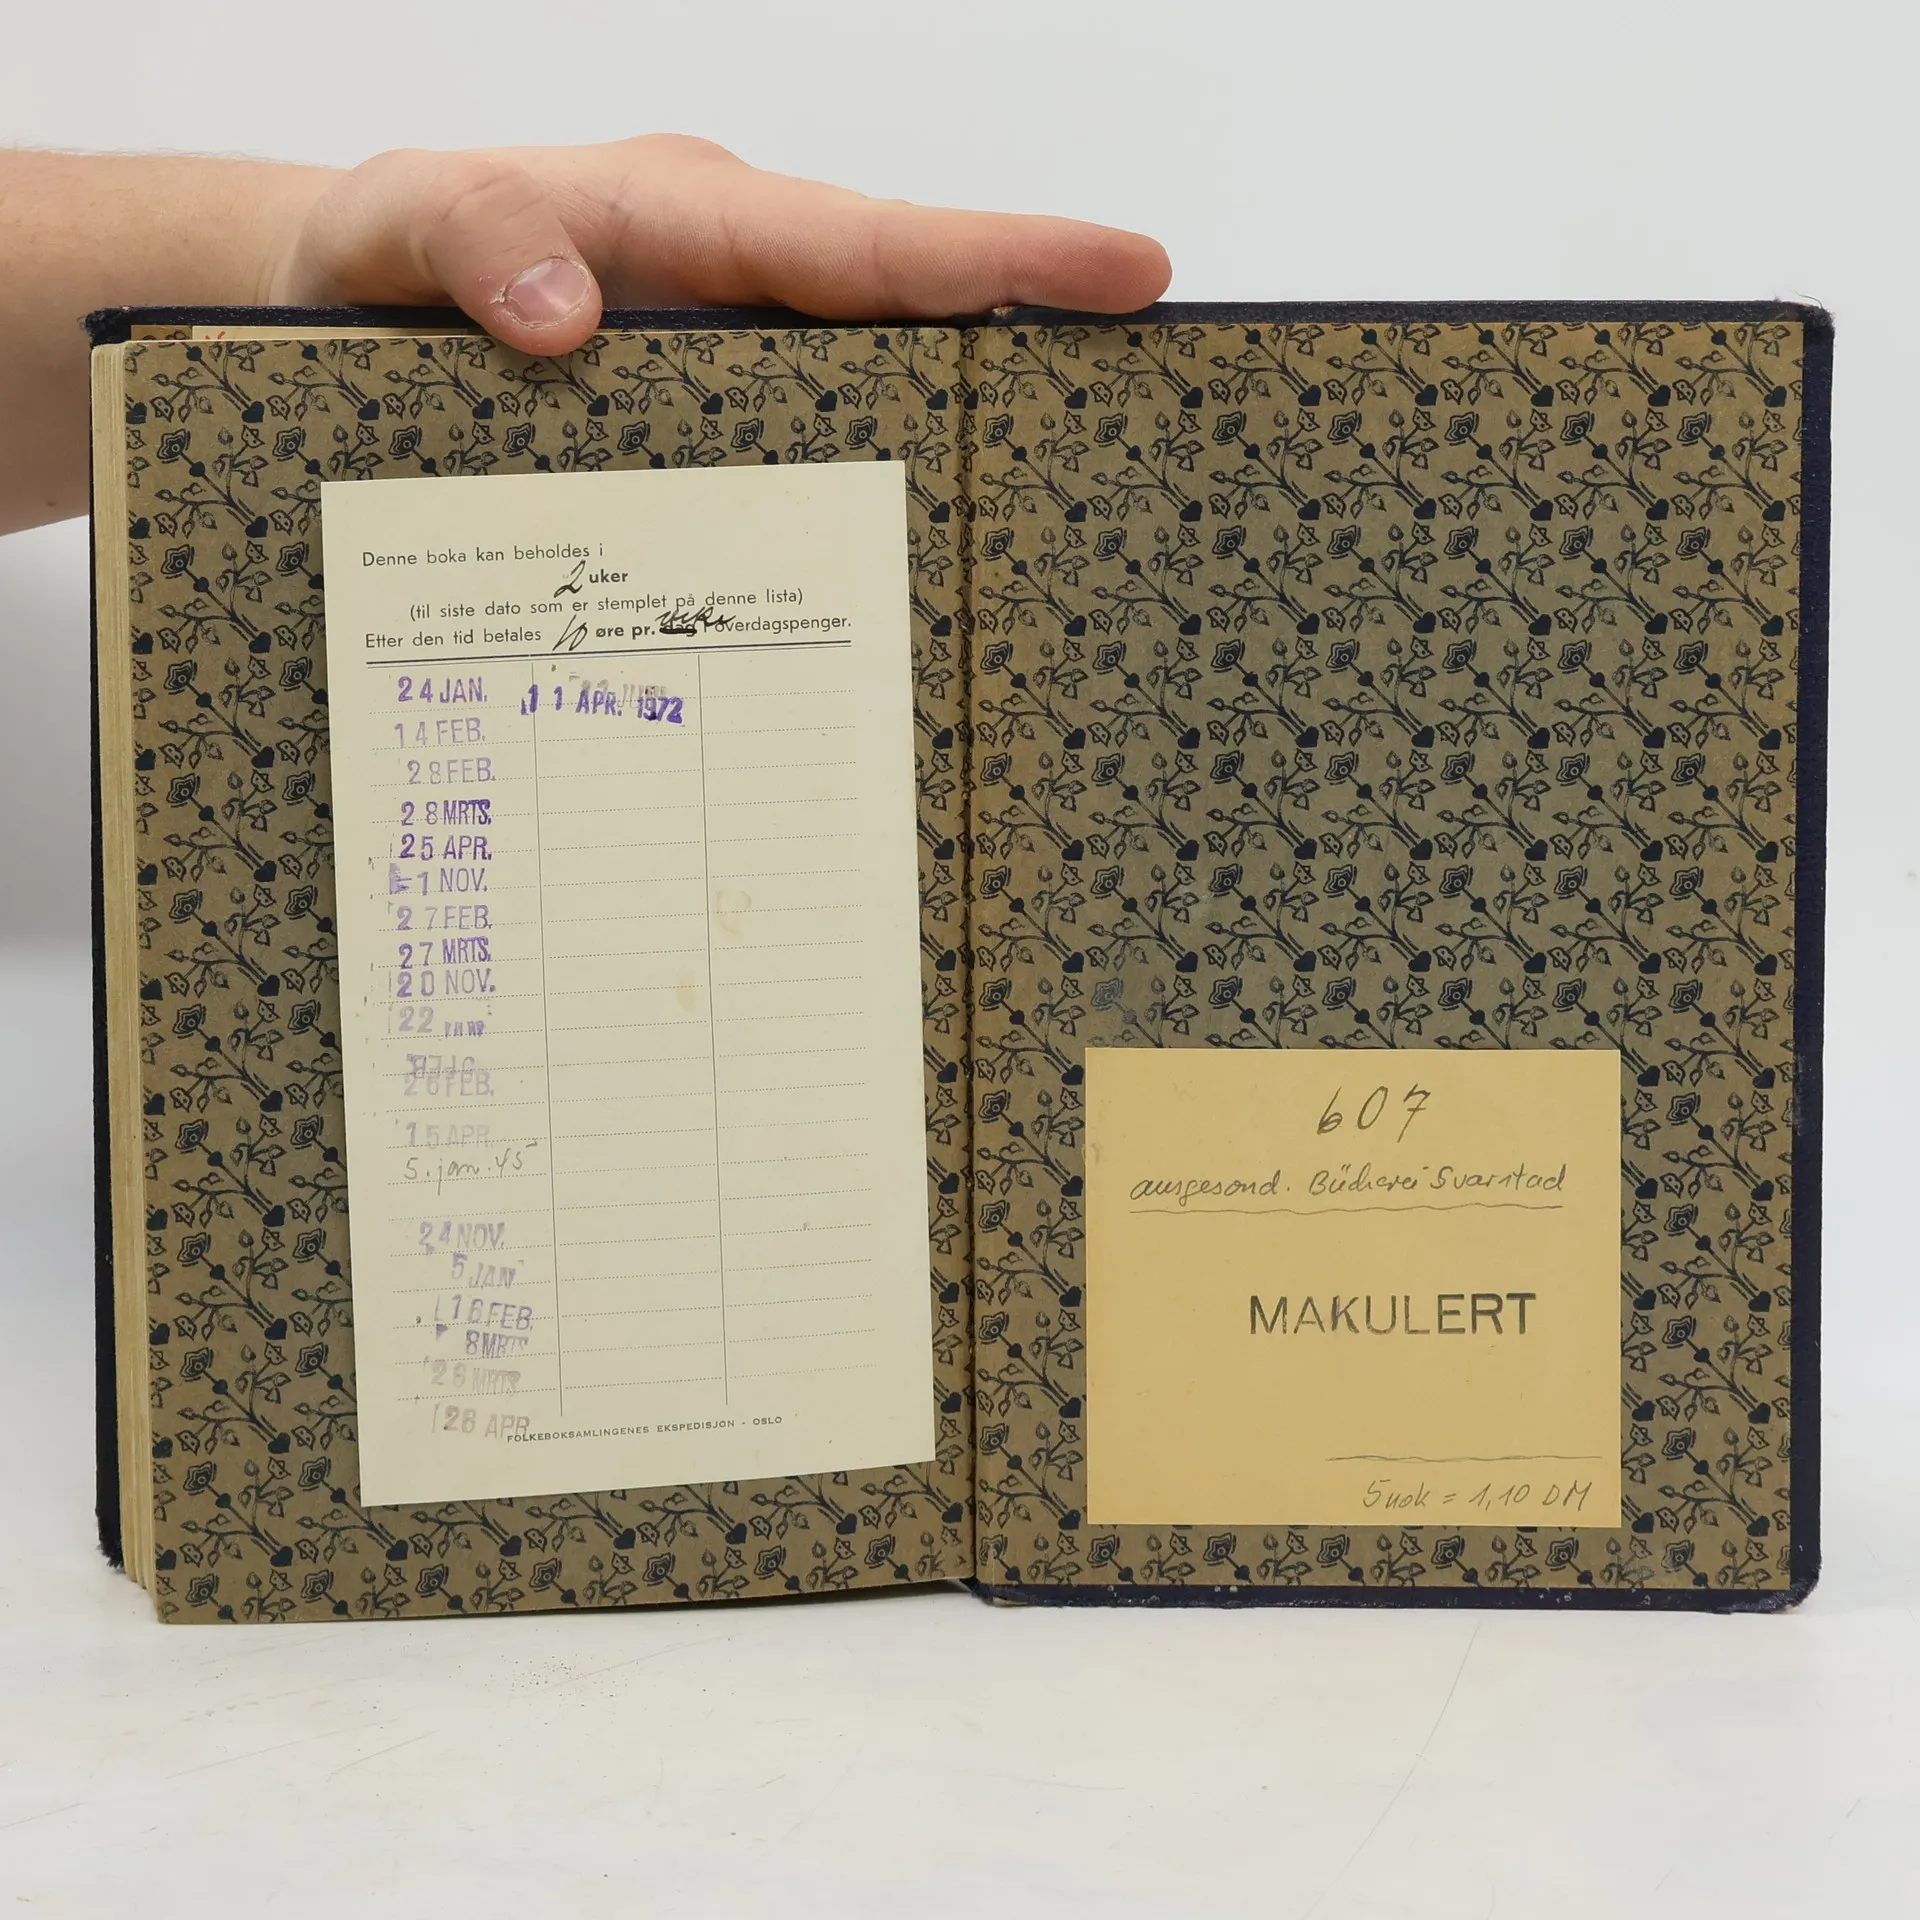 Denne boka kan beholdes i
2 uker
(til siste dato som er stemplet på denne lista)
Etter den tid betales 10 øre pr. dag uke i overdagspenger.
24 JAN.
14 FEB.
28 FEB.
28 MRTS.
25 APR.
-1 NOV.
27 FEB.
27 MRTS.
20 NOV.
22
26 FEB.
15 APR.
5. jan. 45
24 NOV.
5 JAN
16 FEB.
8 MRTS
28 MRTS
26 APR
11 APR. 1972
FOLKEBOKSAMLINGENES EKSPEDISJON - OSLO
607
ausgesond. Bücherei Svarstad
MAKULERT
5 nok = 1,10 DM